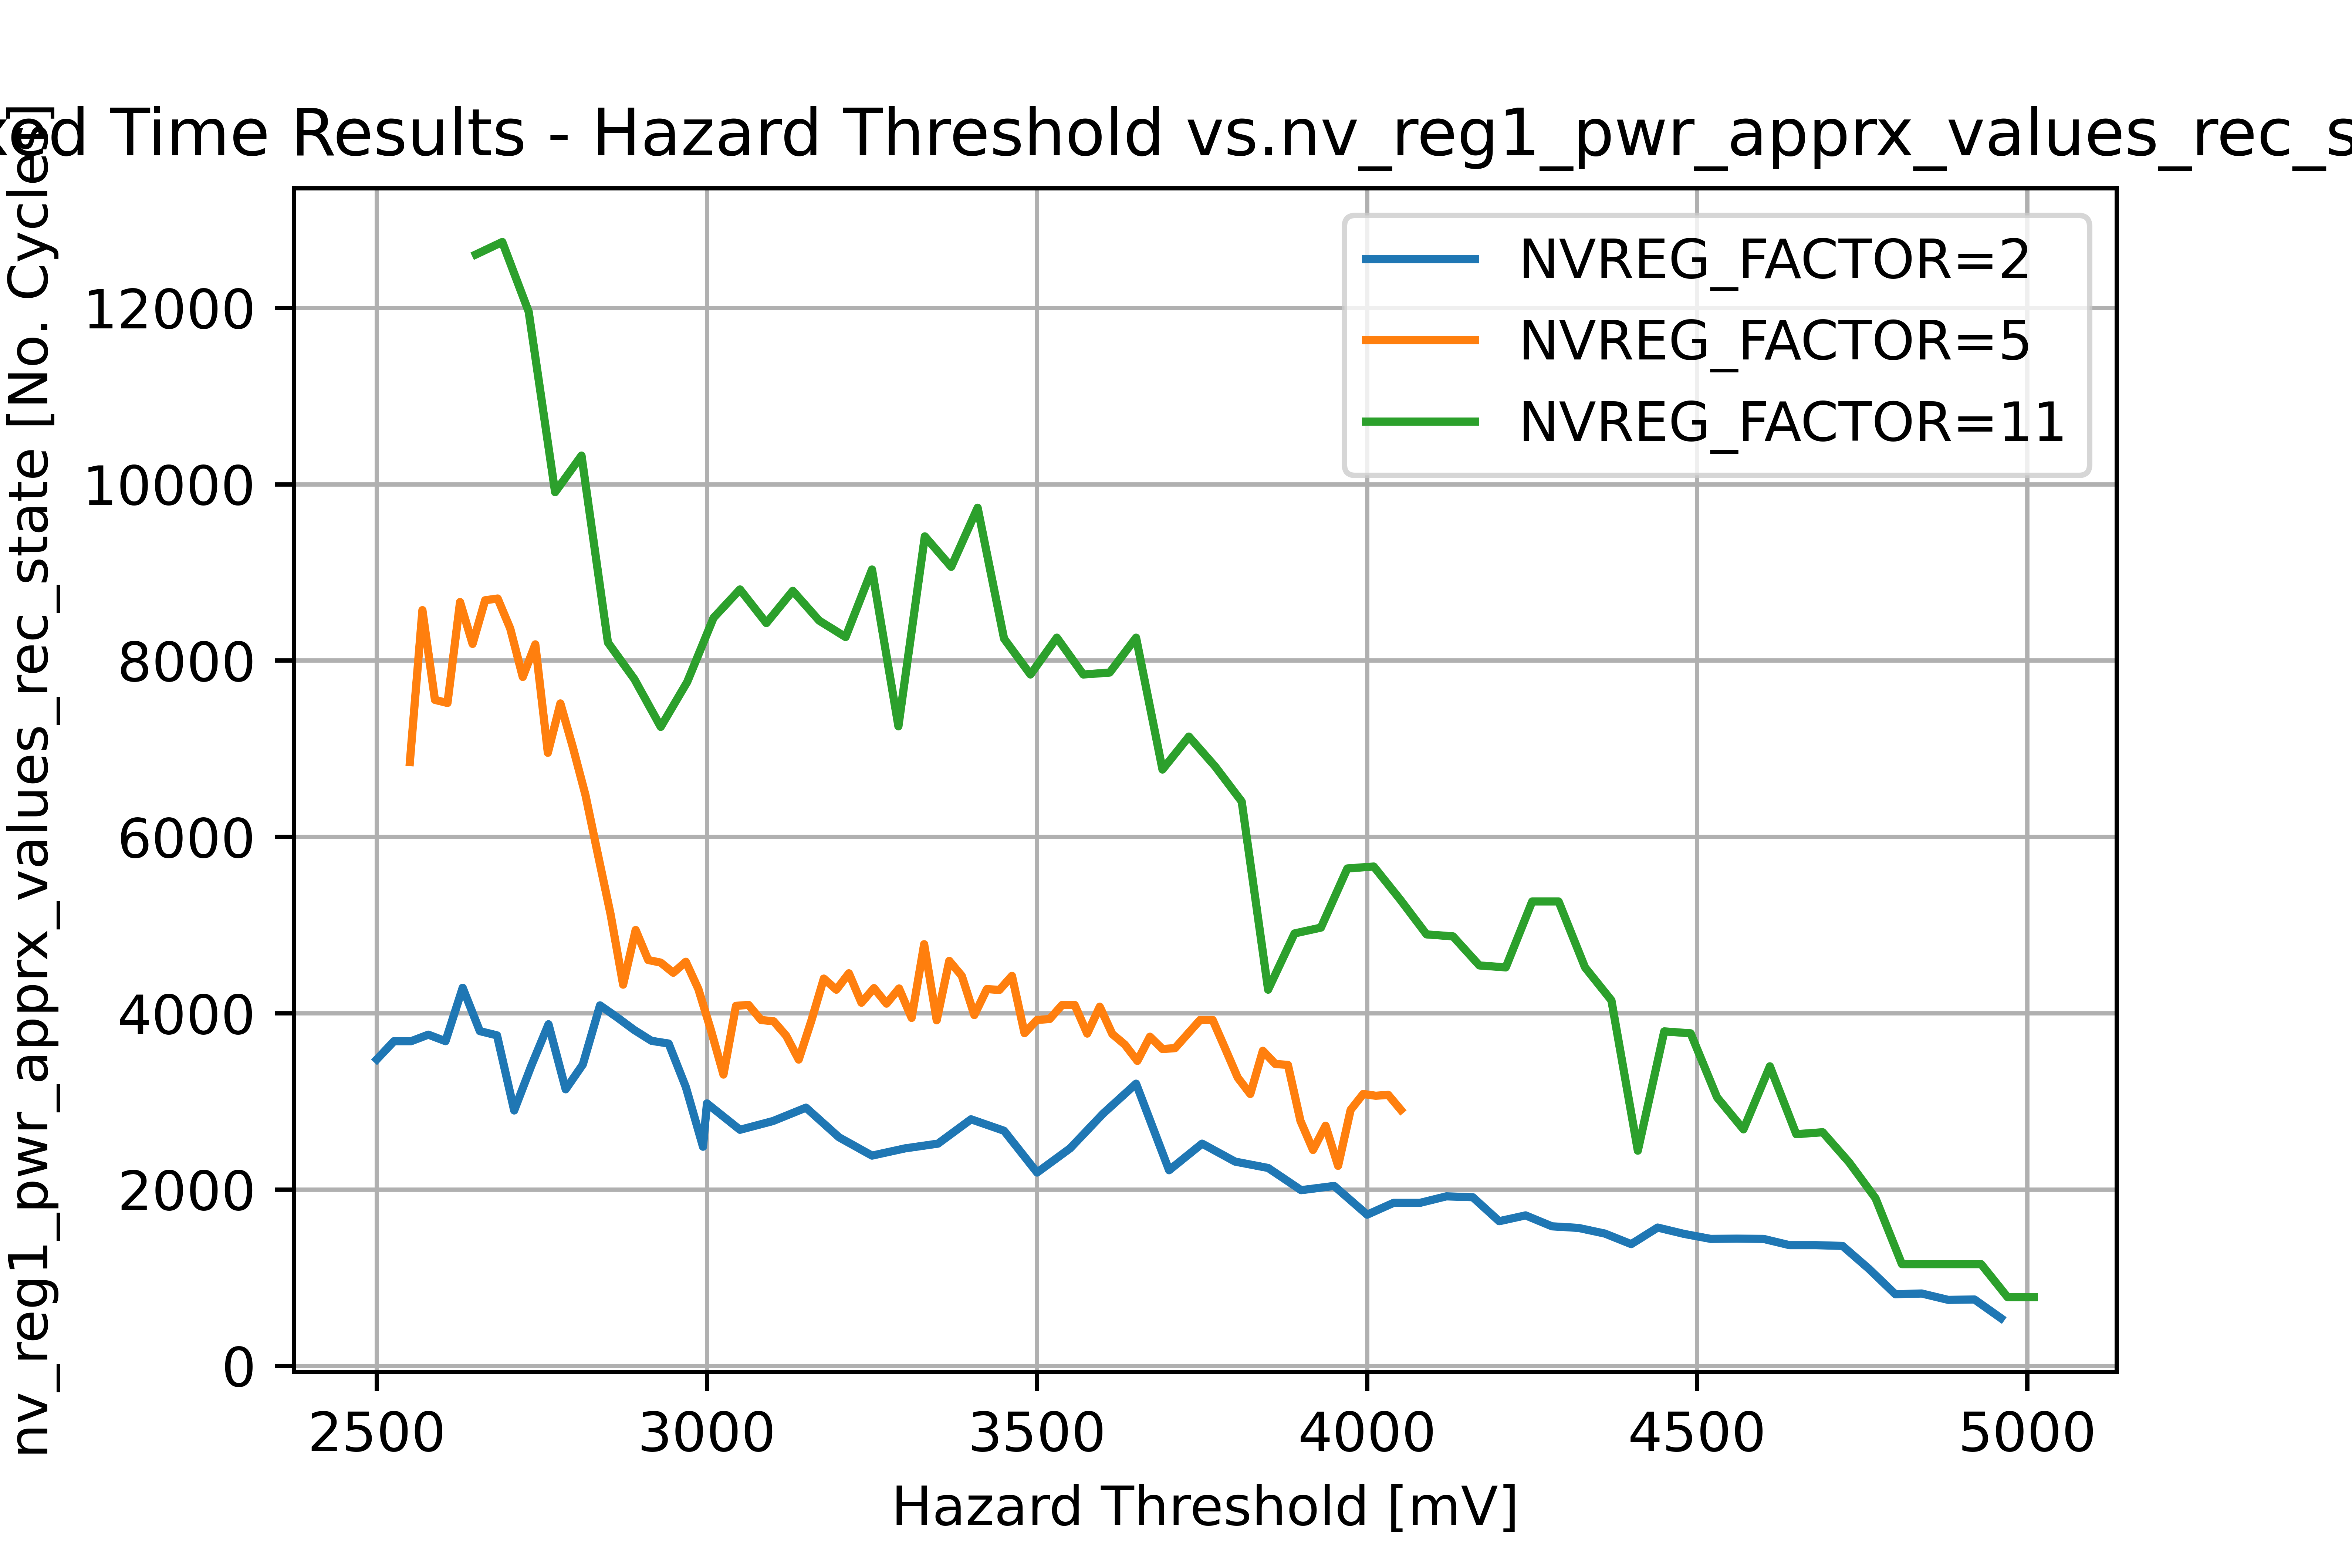 ed Time Results - Hazard Threshold vs.nv_reg1_pwr_apprx_values_rec_s
nv_reg1_pwr_apprx_values_rec_state [No. Cycles]
12000
10000
8000
6000
4000
2000
0
NVREG_FACTOR=2
NVREG_FACTOR=5
NVREG_FACTOR=11
2500 3000 3500 4000 4500 5000
Hazard Threshold [mV]